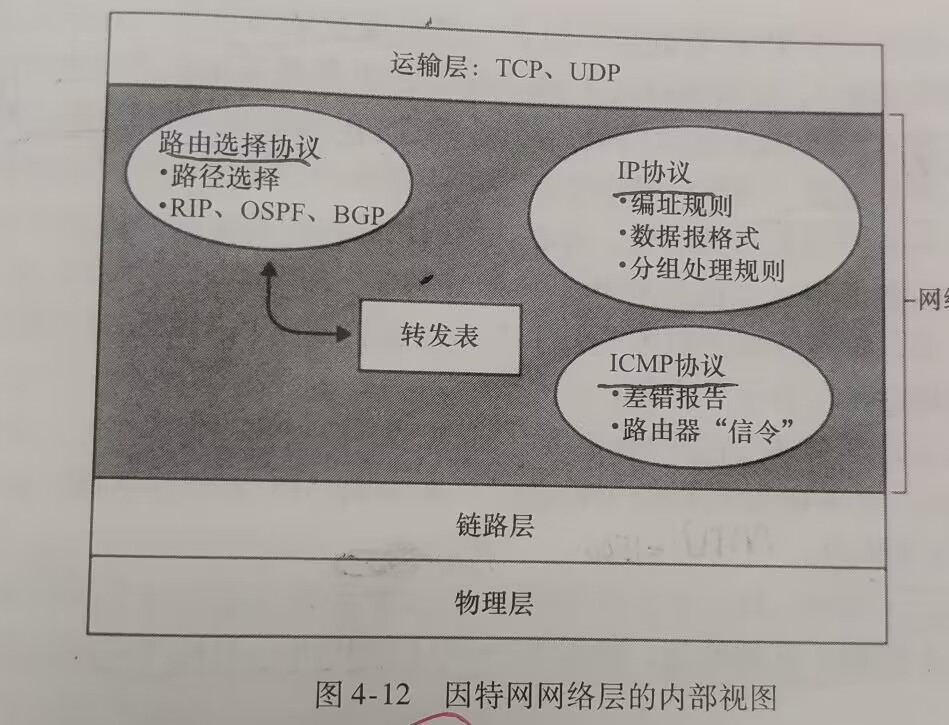 运输层：TCP、UDP
路由选择协议
•路径选择
•RIP、OSPF、BGP
IP协议
•编址规则
•数据报格式
•分组处理规则
网络
转发表
ICMP协议
•差错报告
•路由器“信令”
链路层
物理层
图 4-12 因特网网络层的内部视图